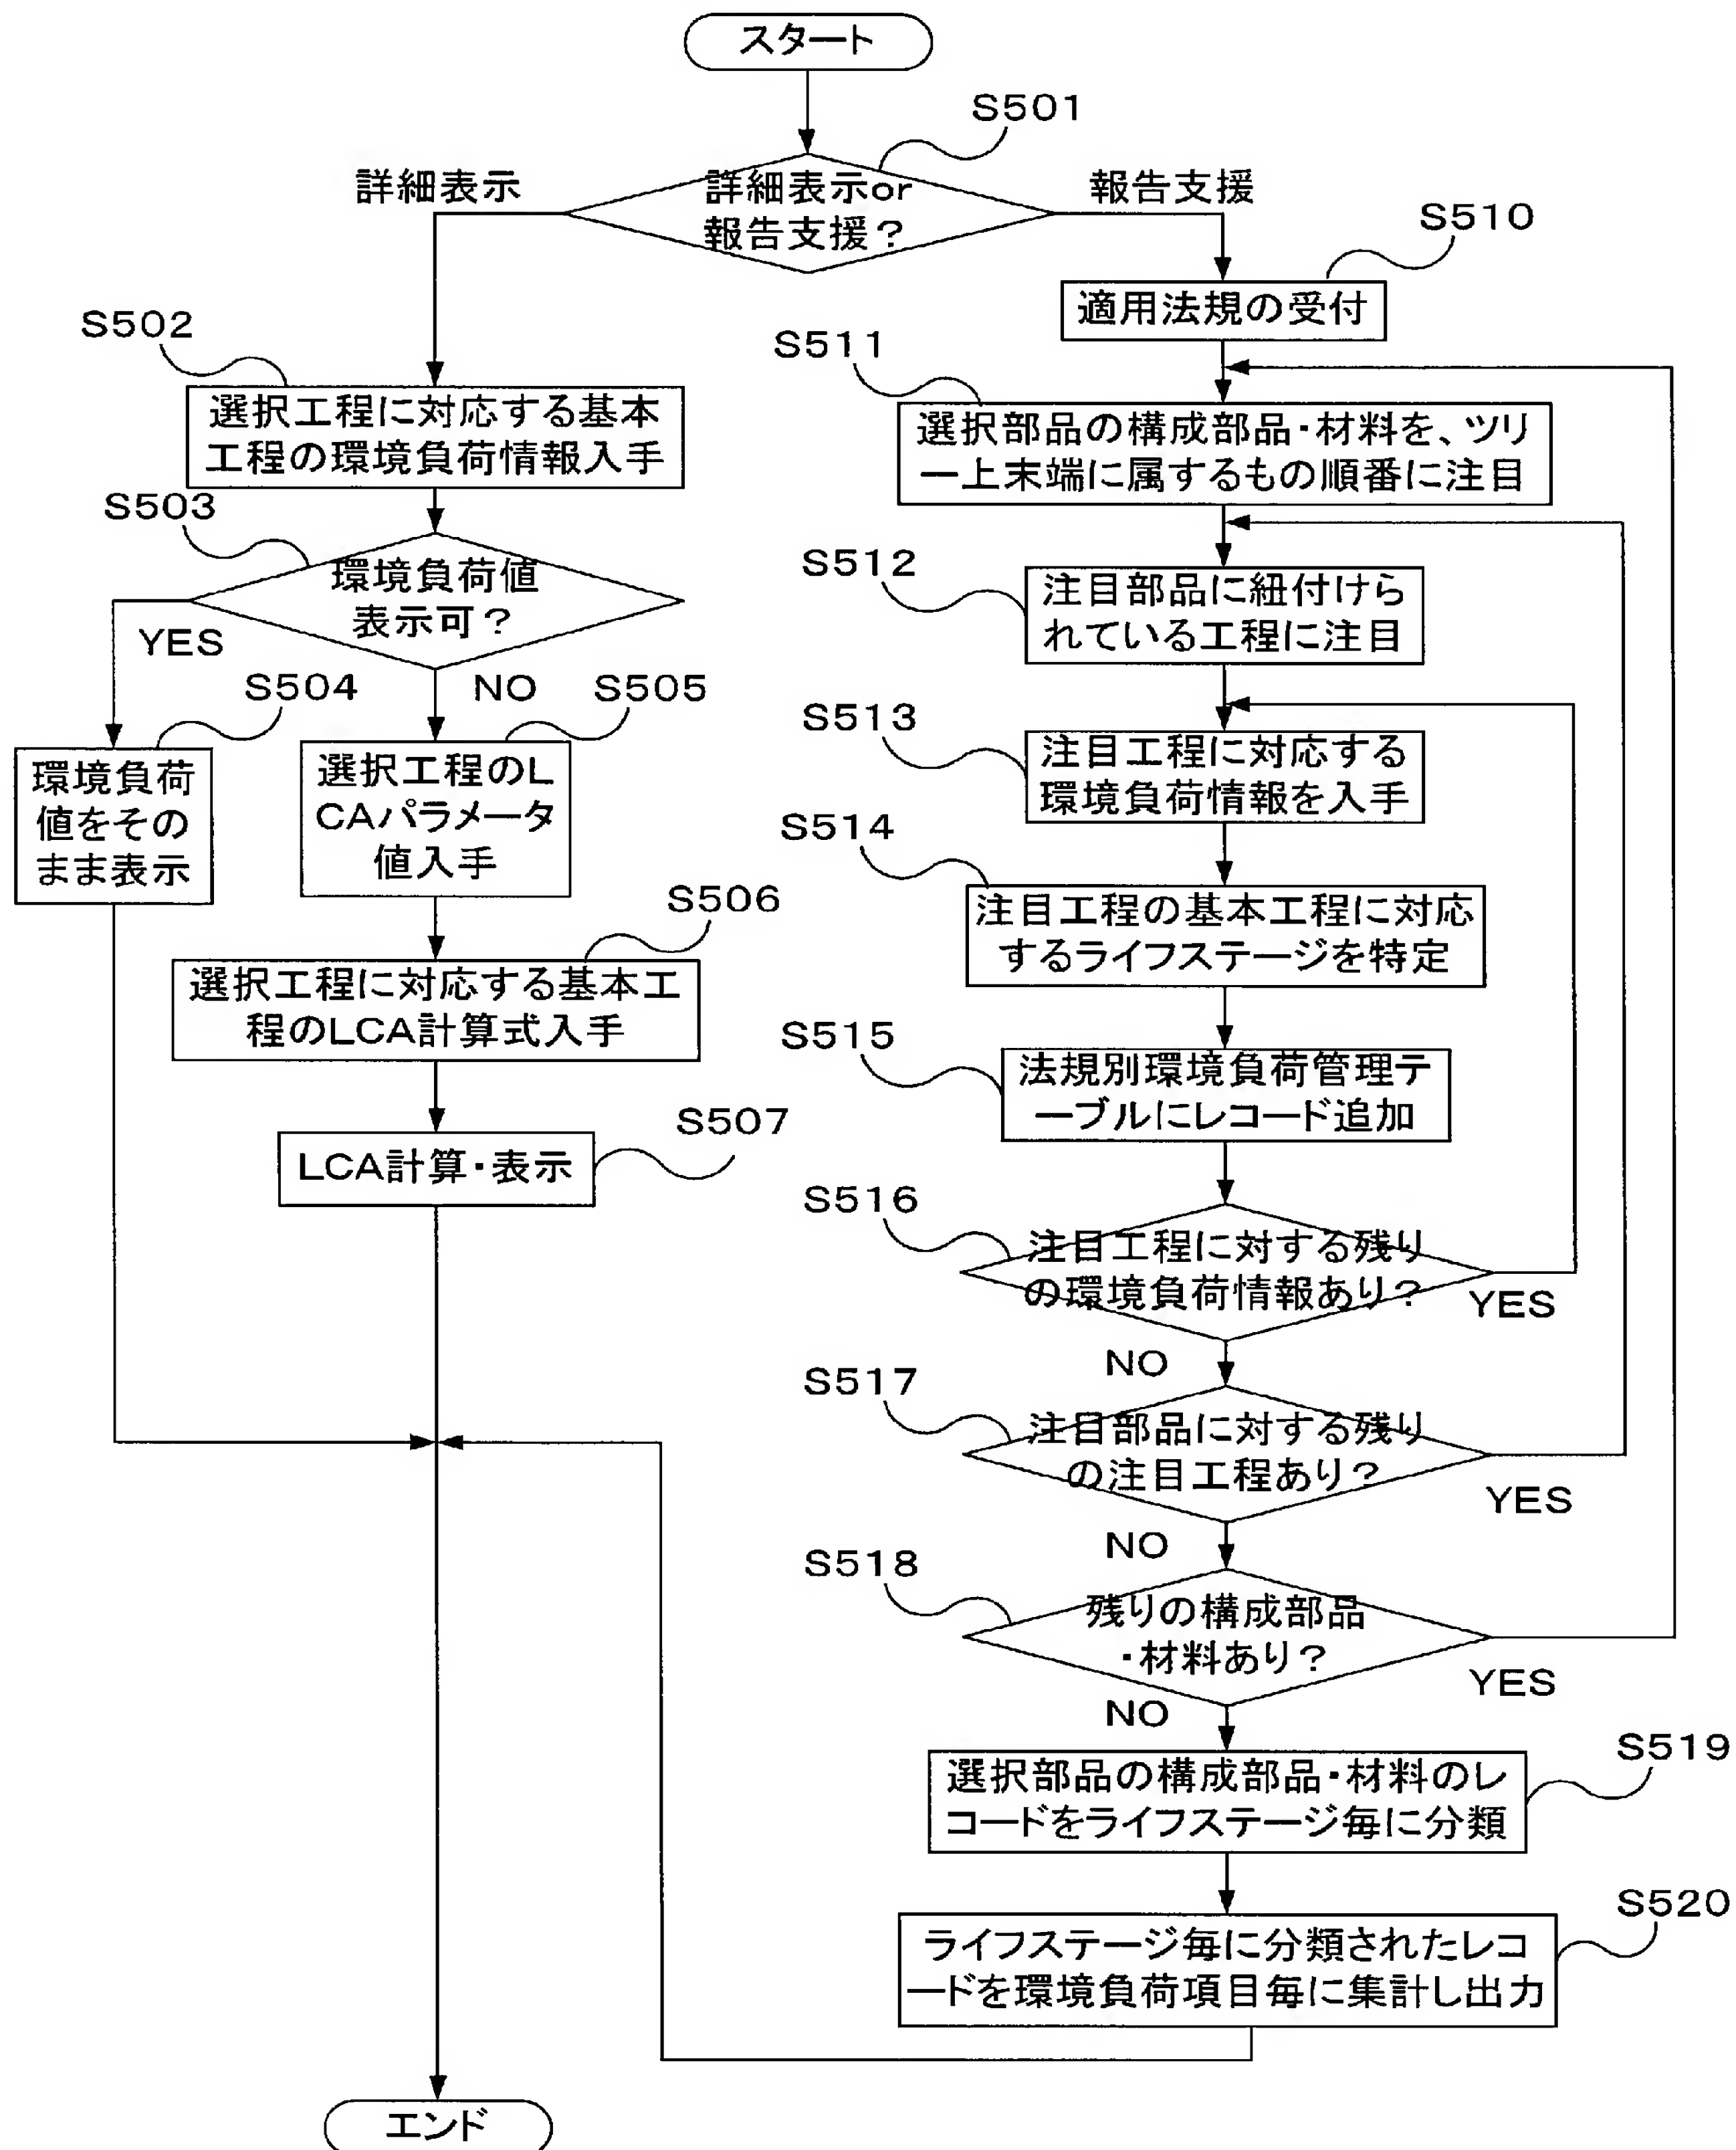 スタート
S501
詳細表示
詳細表示or
報告支援？
報告支援
S510
適用法規の受付
S502
選択工程に対応する基本
工程の環境負荷情報入手
S503
環境負荷値
表示可？
YES
NO
S504
環境負荷
値をその
まま表示
S505
選択工程のL
CAパラメータ
値入手
S506
選択工程に対応する基本工
程のLCA計算式入手
S507
LCA計算・表示
S511
選択部品の構成部品・材料を、ツリ
ー上末端に属するもの順番に注目
S512
注目部品に紐付けら
れている工程に注目
S513
注目工程に対応する
環境負荷情報を入手
S514
注目工程の基本工程に対応
するライフステージを特定
S515
法規別環境負荷管理テ
ーブルにレコード追加
S516
注目工程に対する残り
の環境負荷情報あり？
YES
NO
S517
注目部品に対する残り
の注目工程あり？
YES
NO
S518
残りの構成部品
・材料あり？
YES
NO
S519
選択部品の構成部品・材料のレ
コードをライフステージ毎に分類
S520
ライフステージ毎に分類されたレコ
ードを環境負荷項目毎に集計し出力
エンド